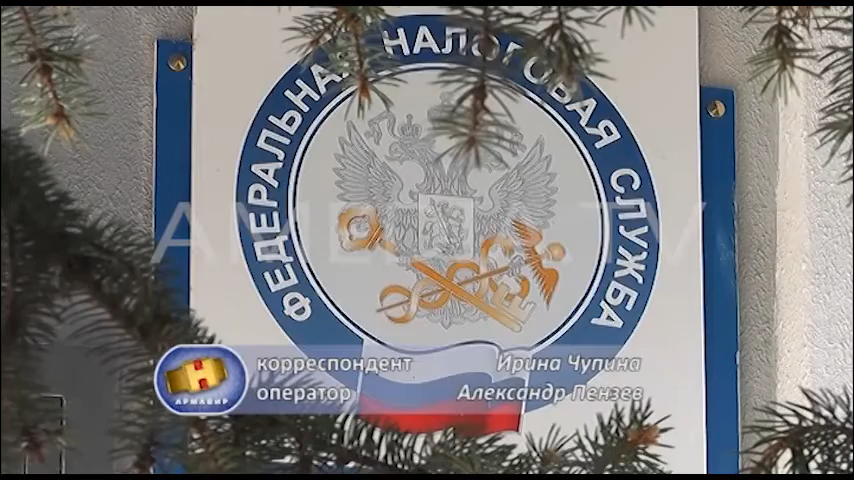 ФЕДЕРАЛЬНАЯ НАЛОГОВАЯ СЛУЖБА
корреспондент Ирина Чупина
оператор Александр Пензев
АРМАВИР